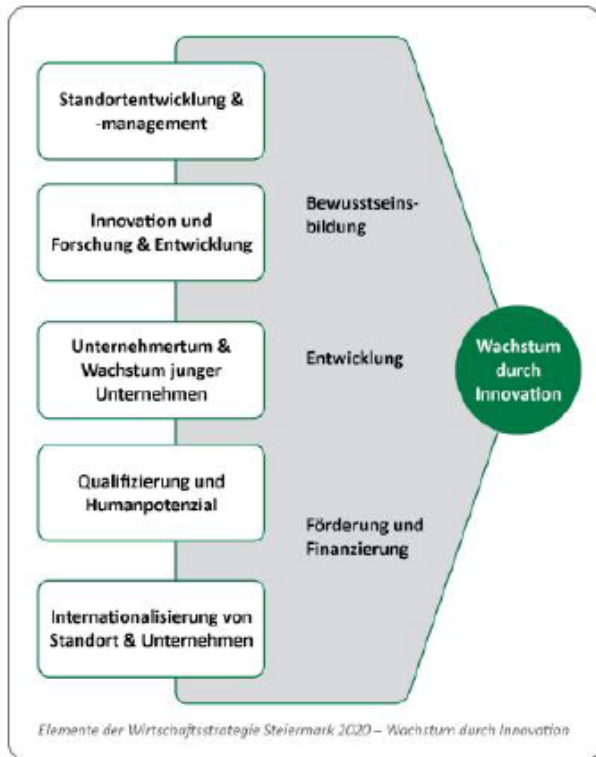 Standortentwicklung &
-management
Innovation und
Forschung & Entwicklung
Unternehmertum &
Wachstum junger
Unternehmen
Qualifizierung und
Humanpotenzial
Internationalisierung von
Standort & Unternehmen
Bewusstseins-
bildung
Entwicklung
Förderung und
Finanzierung
Wachstum
durch
Innovation
Elemente der Wirtschaftsstrategie Steiermark 2020 – Wachstum durch Innovation